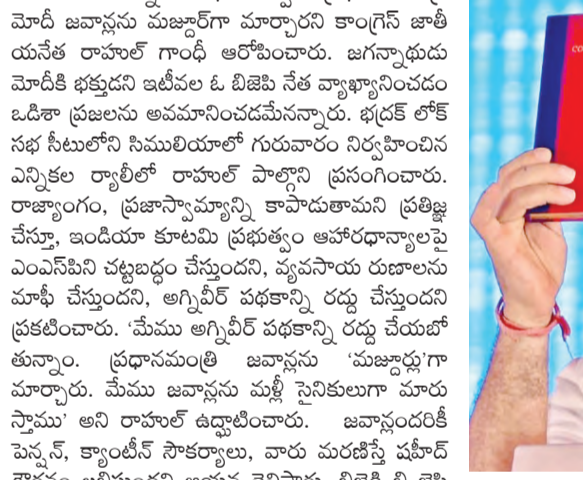 మోదీ జవాన్లను మజ్దూర్‌గా మార్చారని కాంగ్రెస్ జాతీ
యనేత రాహుల్ గాంధీ ఆరోపించారు. జగన్నాథుడు
మోదీకి భక్తుడని ఇటీవల ఓ బిజెపి నేత వ్యాఖ్యానించడం
ఒడిశా ప్రజలను అవమానించడమేనన్నారు. భద్రక్ లోక్
సభ సీటులోని సిములియాలో గురువారం నిర్వహించిన
ఎన్నికల ర్యాలీలో రాహుల్ పాల్గొని ప్రసంగించారు.
రాజ్యాంగం, ప్రజాస్వామ్యాన్ని కాపాడుతామని ప్రతిజ్ఞ
చేస్తూ, ఇండియా కూటమి ప్రభుత్వం ఆహారధాన్యాలపై
ఎంఎస్‌పిని చట్టబద్ధం చేస్తుందని, వ్యవసాయ రుణాలను
మాఫీ చేస్తుందని, అగ్నివీర్ పథకాన్ని రద్దు చేస్తుందని
ప్రకటించారు. ‘మేము అగ్నివీర్ పథకాన్ని రద్దు చేయబో
తున్నాం. ప్రధానమంత్రి జవాన్లను ‘మజ్దూర్లు’గా
మార్చారు. మేము జవాన్లను మళ్లీ సైనికులుగా మారు
స్తాము’ అని రాహుల్ ఉద్ఘాటించారు. జవాన్లందరికీ
పెన్షన్, క్యాంటీన్ సౌకర్యాలు, వారు మరణిస్తే షహీద్
co